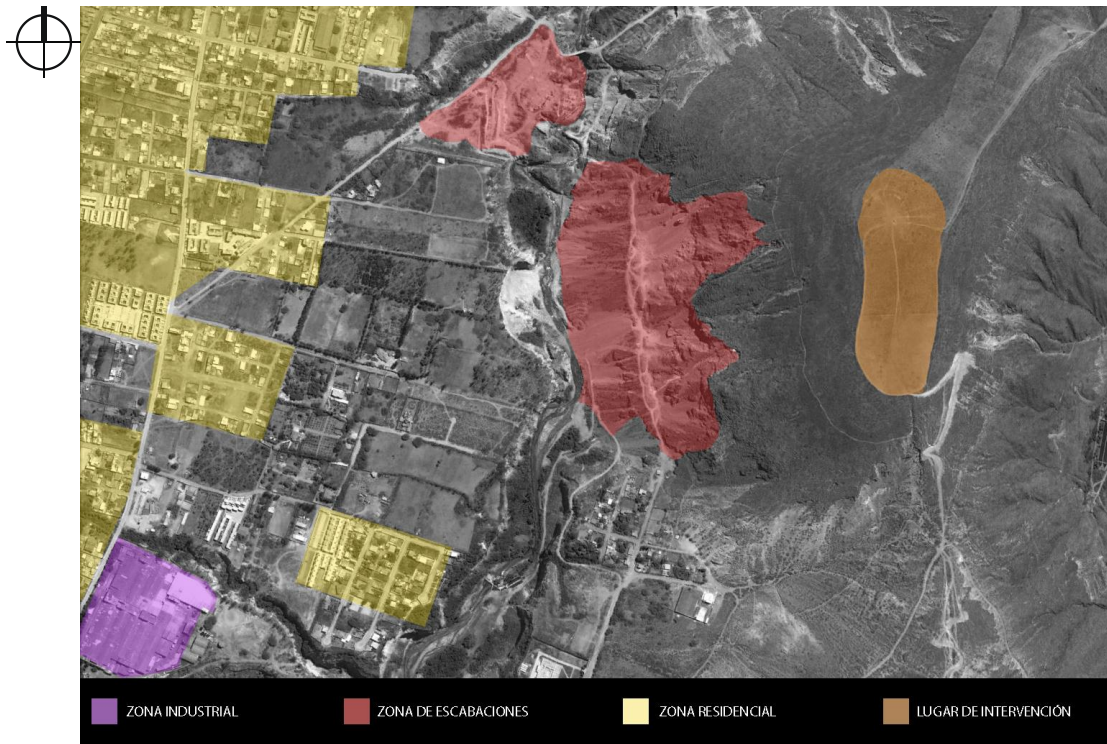 ZONA INDUSTRIAL
ZONA DE ESCABACIONES
ZONA RESIDENCIAL
LUGAR DE INTERVENCIÓN